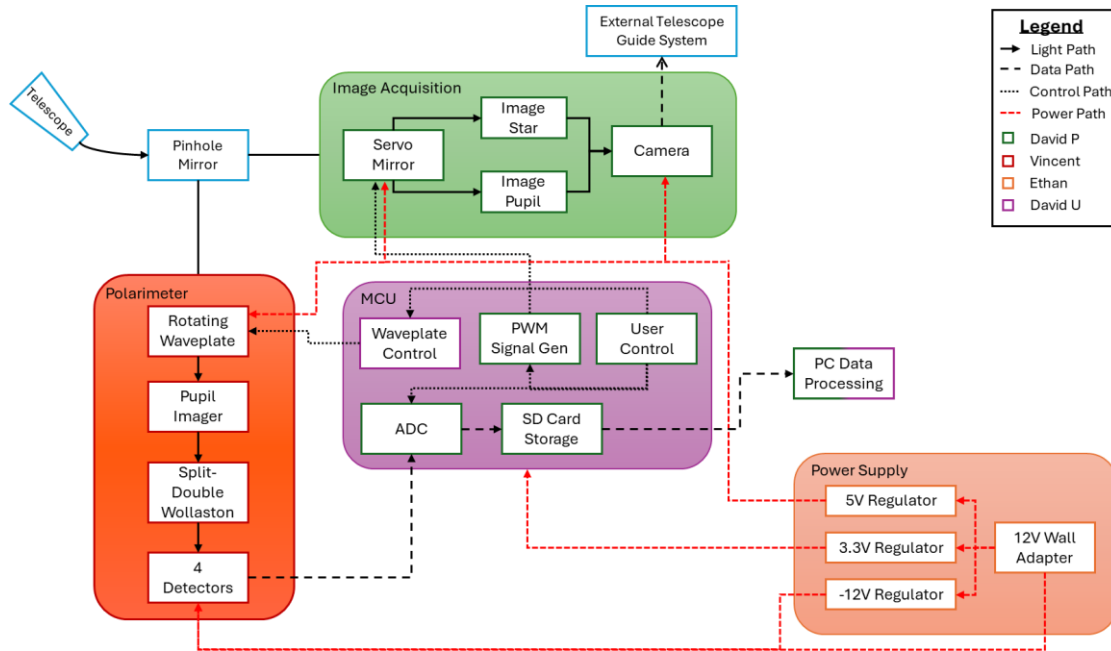 External Telescope
Guide System
Legend
Light Path
Data Path
Control Path
Power Path
David P
Vincent
Ethan
David U
Telescope
Pinhole
Mirror
Image Acquisition
Servo
Mirror
Image
Star
Image
Pupil
Camera
Polarimeter
Rotating
Waveplate
Pupil
Imager
Split-
Double
Wollaston
4
Detectors
MCU
Waveplate
Control
PWM
Signal Gen
User
Control
ADC
SD Card
Storage
PC Data
Processing
Power Supply
5V Regulator
3.3V Regulator
-12V Regulator
12V Wall
Adapter